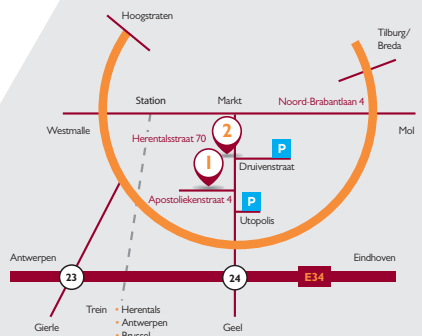 Hoogstraten
Tilburg/
Breda
Station
Markt
Noord-Brabantlaan 4
Westmalle
Herentalsstraat 70
2
Mol
P
1
Druivenstraat
Apostoliekenstraat 4
P
Utopolis
Antwerpen
Eindhoven
23
24
E34
Gierle
Trein • Herentals
• Antwerpen
• Brussel
Geel